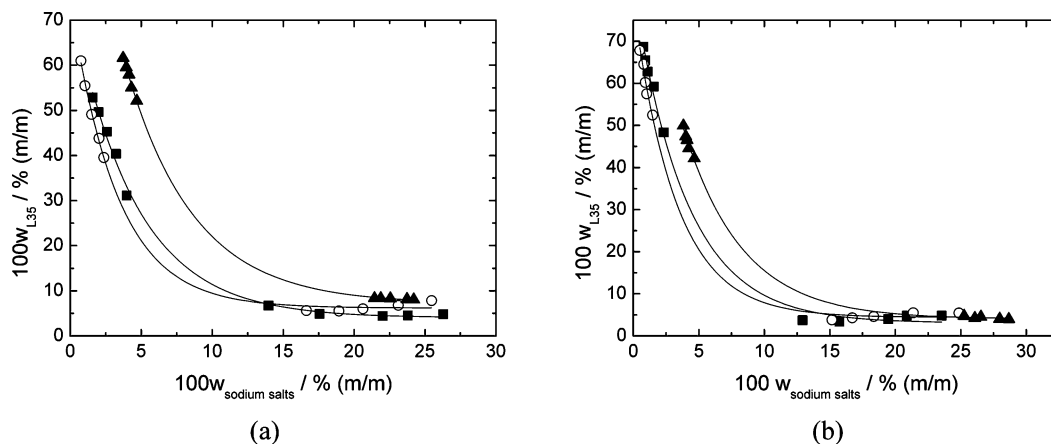 70
60
50
40
30
20
10
0
100w_L35 / % (m/m)
0 5 10 15 20 25 30
100w_sodium salts / % (m/m)
(a)
70
60
50
40
30
20
10
0
100 w_L35 / % (m/m)
0 5 10 15 20 25 30
100 w_sodium salts / % (m/m)
(b)